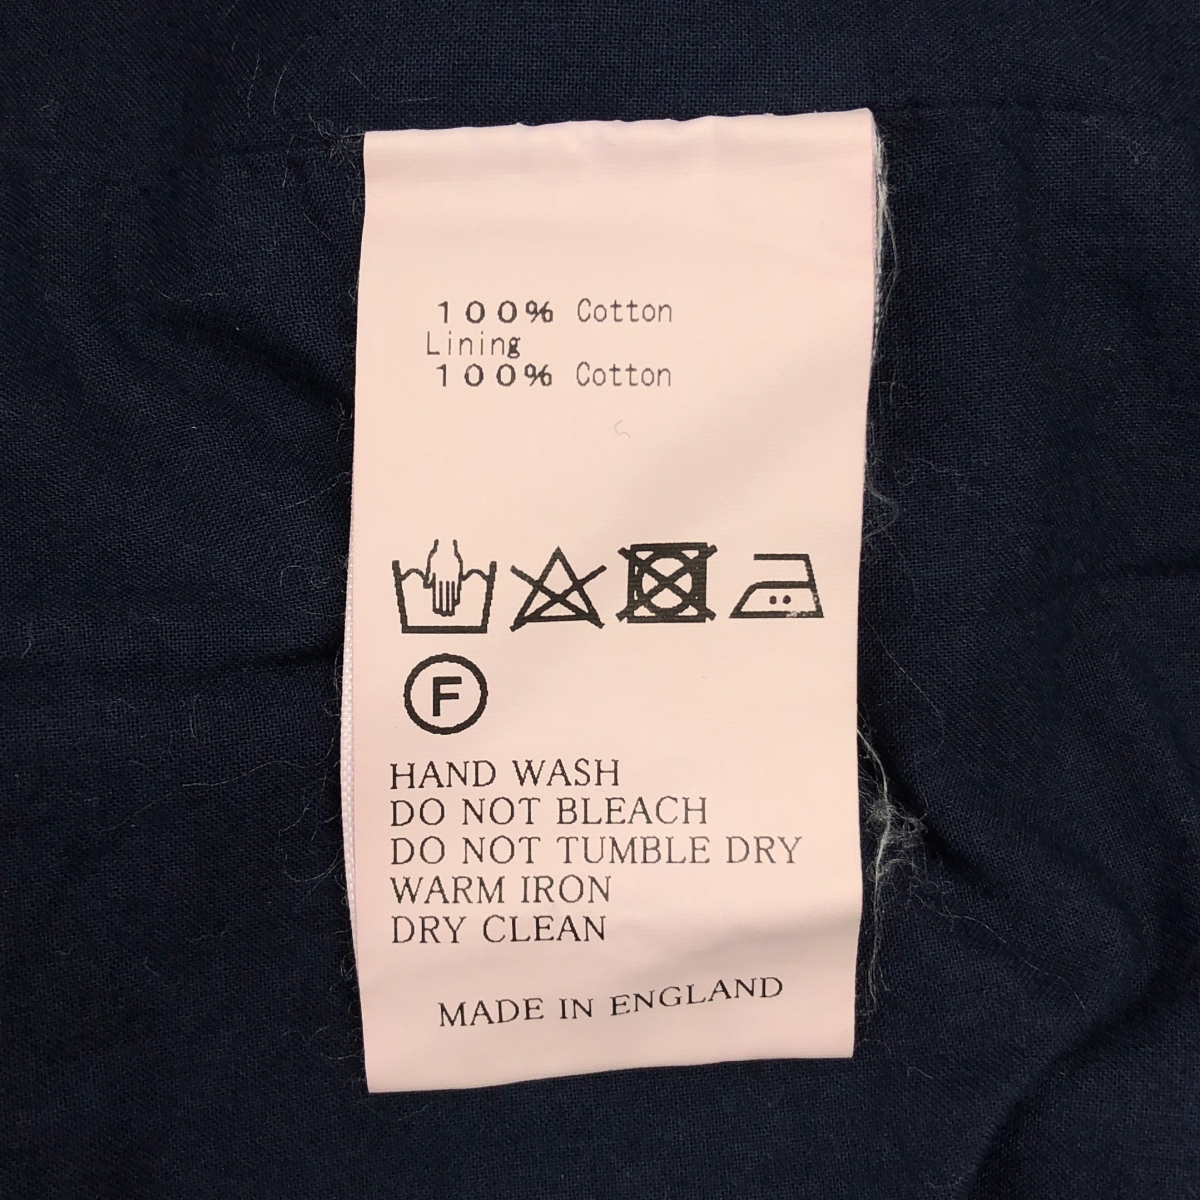 100% Cotton
Lining
100% Cotton
F
HAND WASH
DO NOT BLEACH
DO NOT TUMBLE DRY
WARM IRON
DRY CLEAN
MADE IN ENGLAND